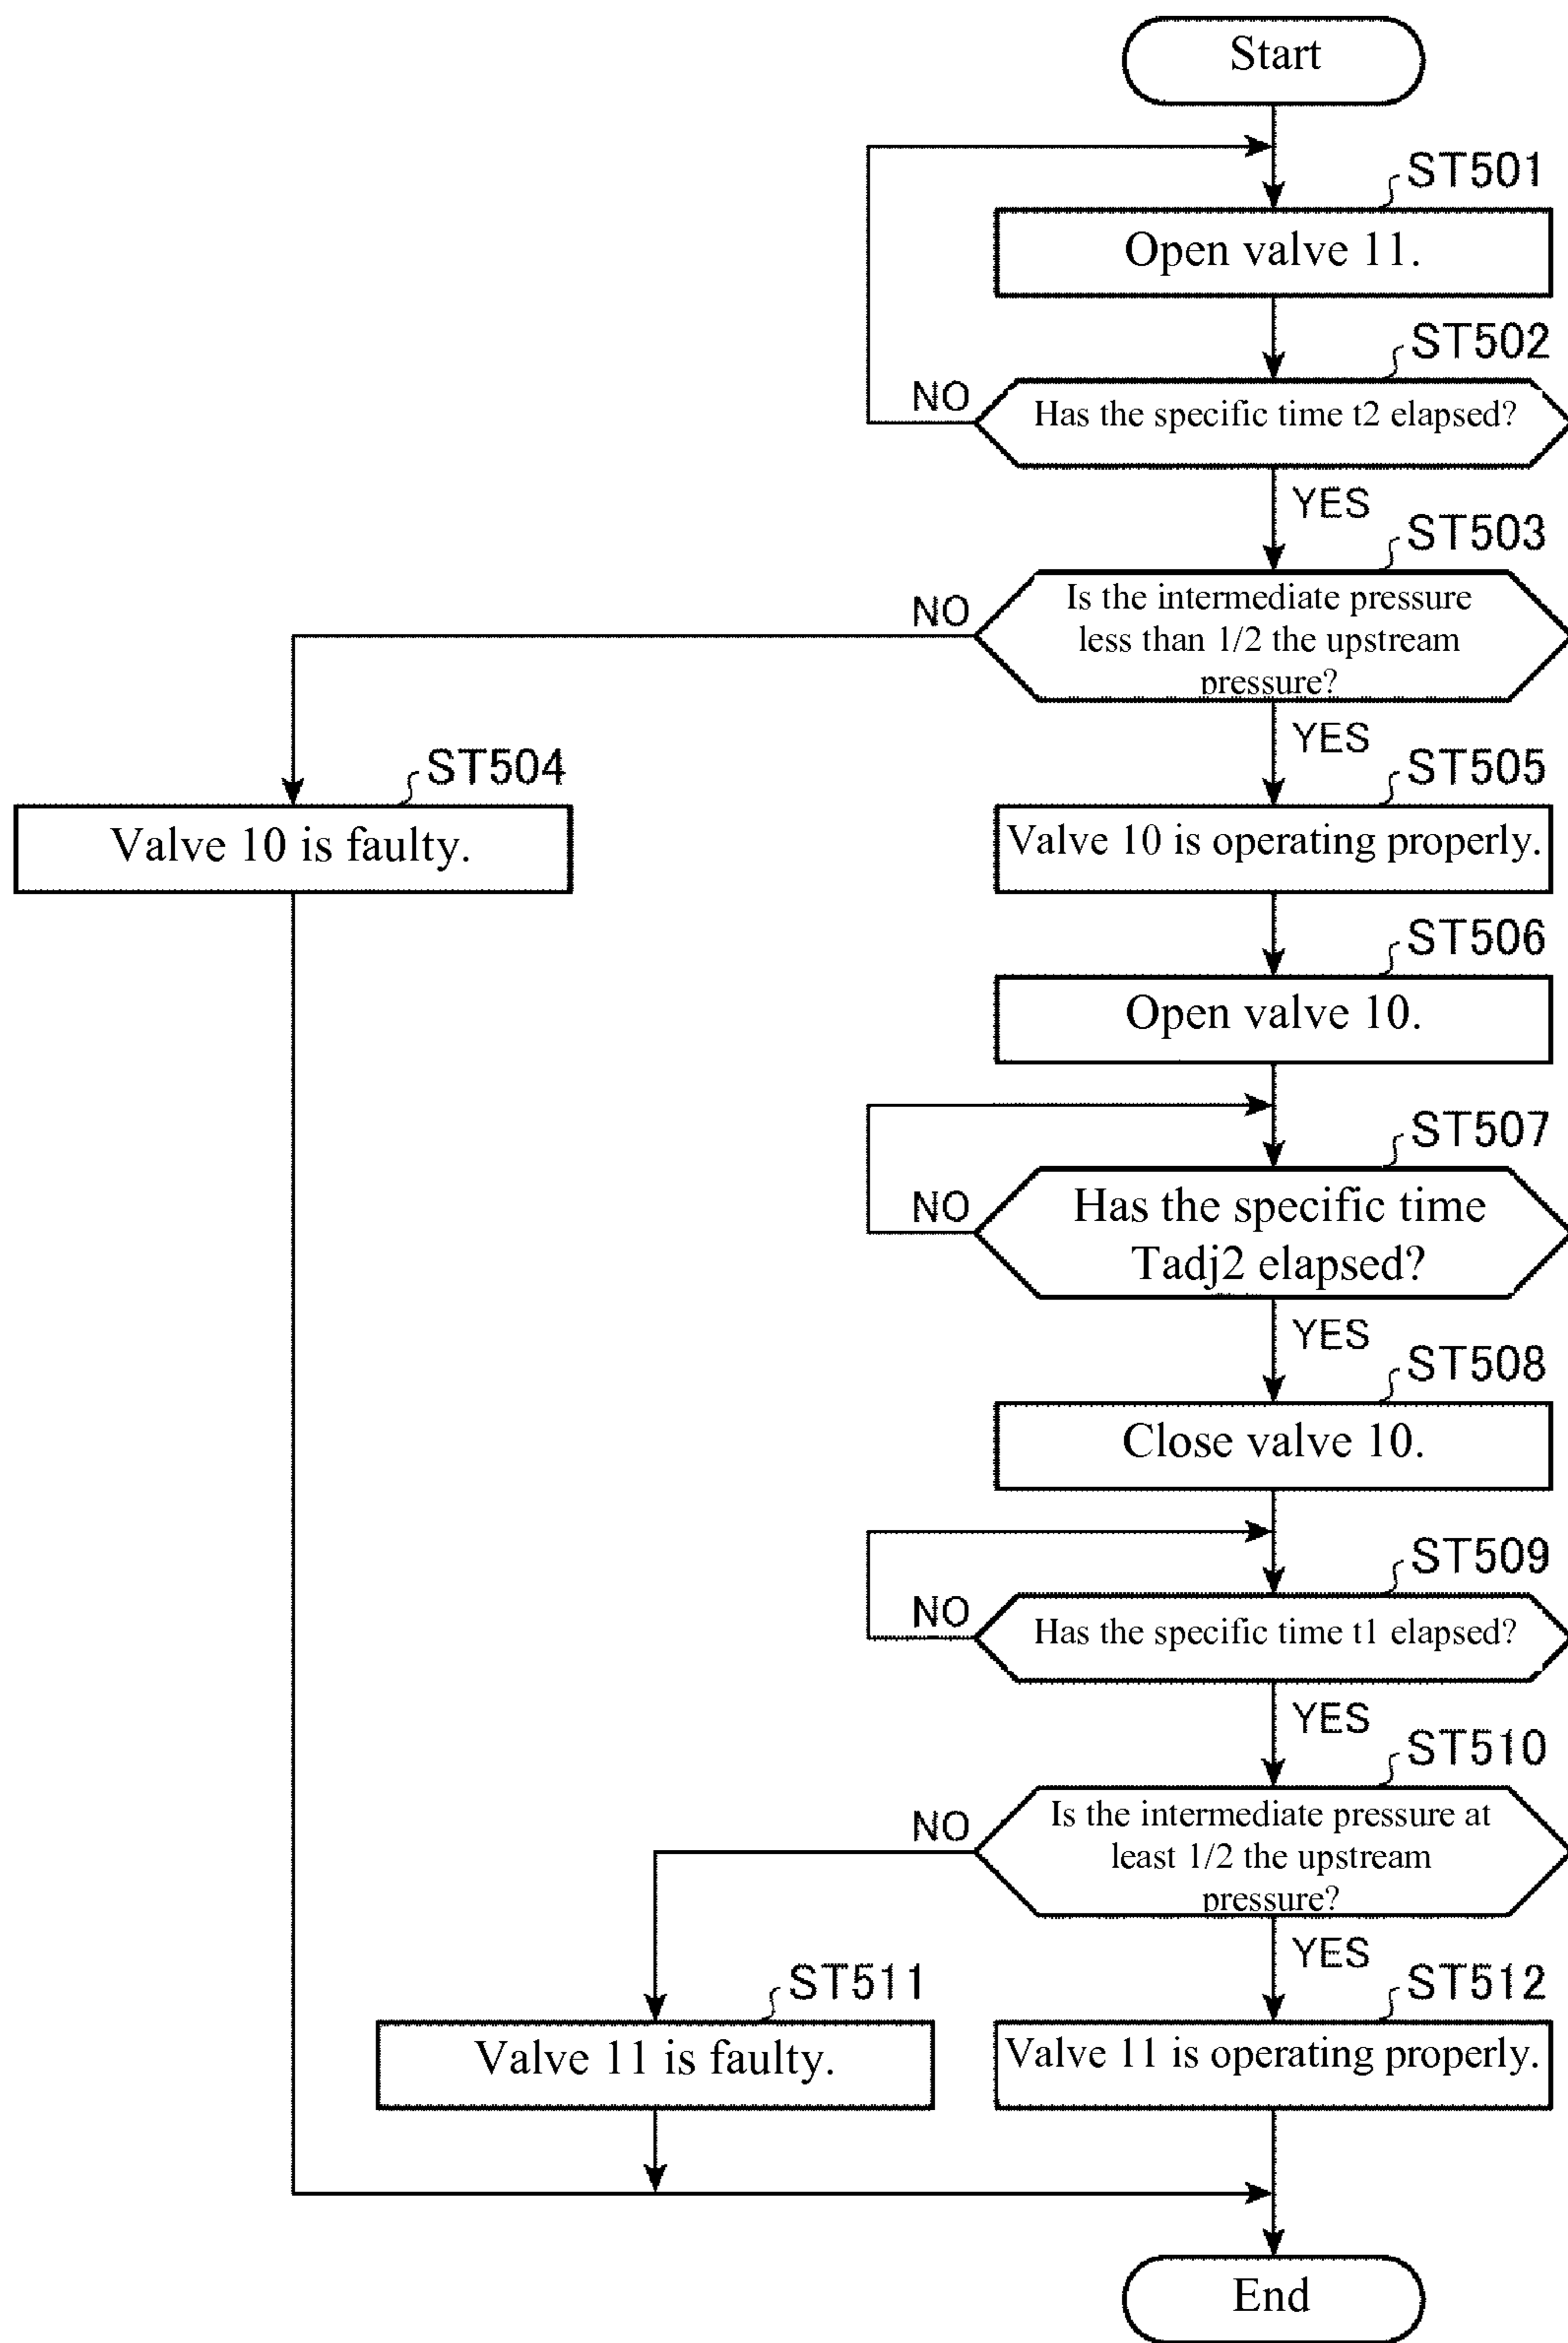 Start
ST501
Open valve 11.
ST502
NO
Has the specific time t2 elapsed?
YES
ST503
NO
Is the intermediate pressure
less than 1/2 the upstream
pressure?
YES
ST504
Valve 10 is faulty.
ST505
Valve 10 is operating properly.
ST506
Open valve 10.
ST507
NO
Has the specific time
Tadj2 elapsed?
YES
ST508
Close valve 10.
ST509
NO
Has the specific time t1 elapsed?
YES
ST510
NO
Is the intermediate pressure at
least 1/2 the upstream
pressure?
YES
ST511
Valve 11 is faulty.
ST512
Valve 11 is operating properly.
End